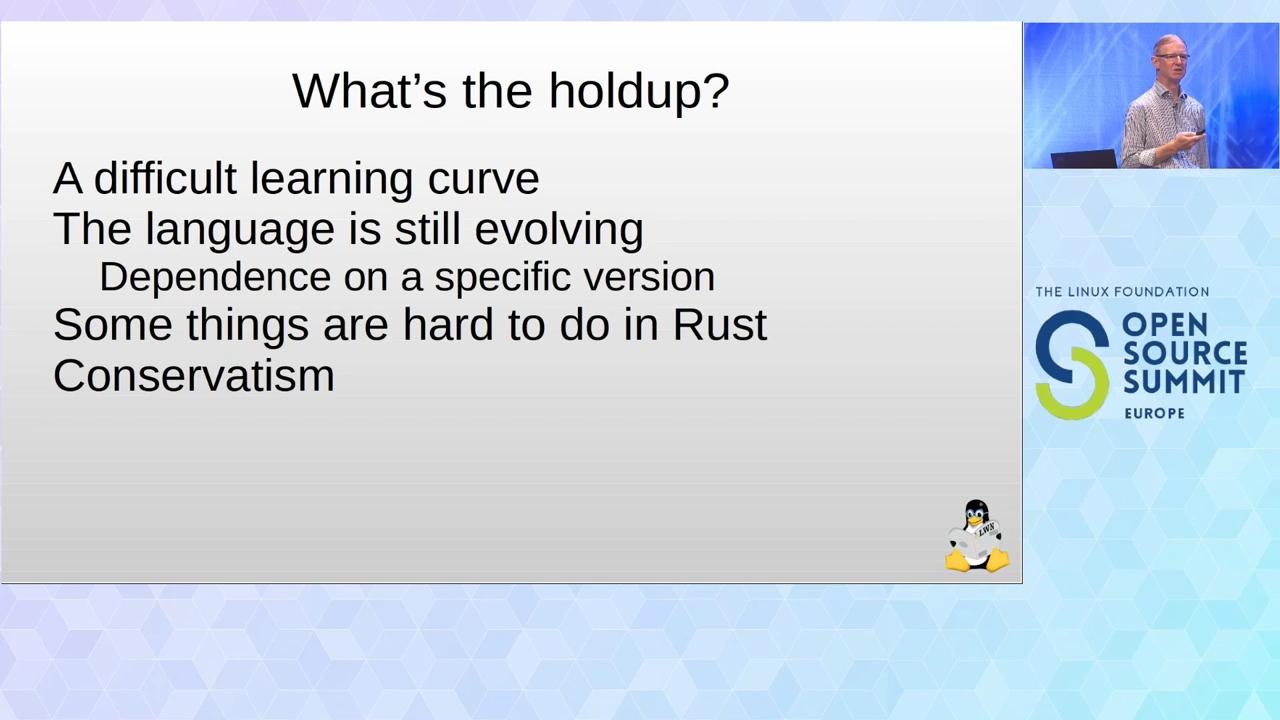 What’s the holdup?
A difficult learning curve
The language is still evolving
Dependence on a specific version
Some things are hard to do in Rust
Conservatism
LWN
THE LINUX FOUNDATION
OPEN
SOURCE
SUMMIT
EUROPE